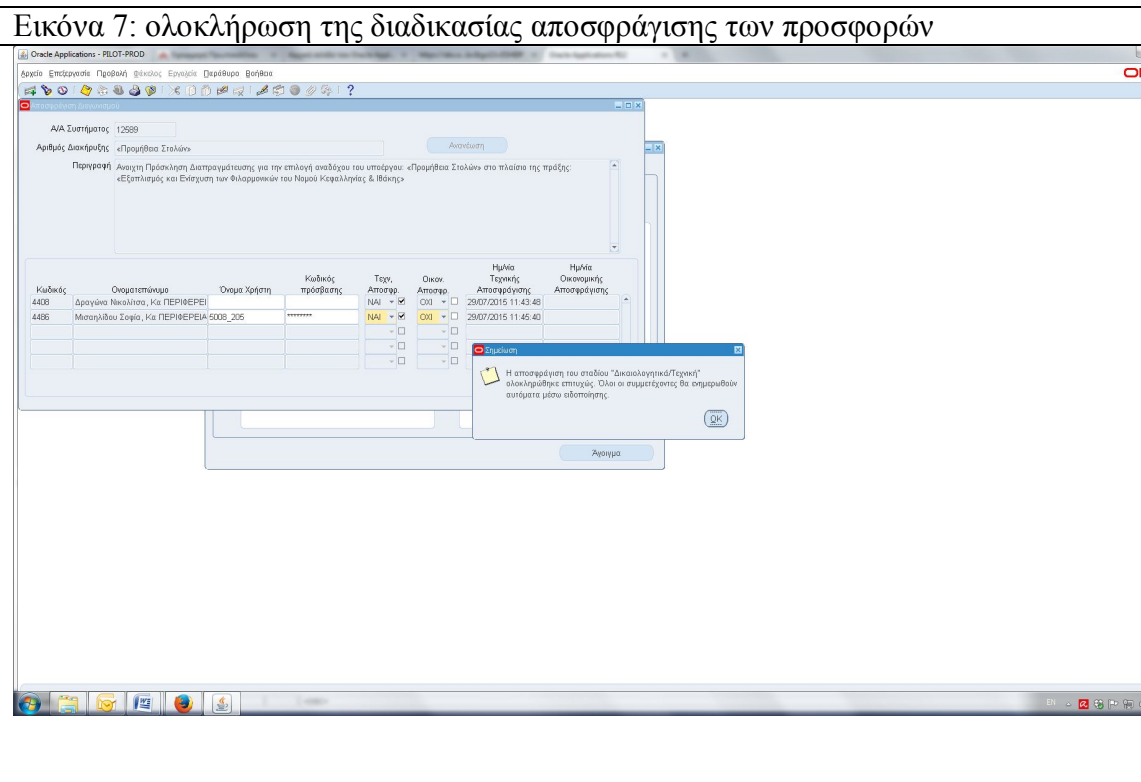 Εικόνα 7: ολοκλήρωση της διαδικασίας αποσφράγισης των προσφορών
Oracle Applications - PILOT-PROD
Αρχείο Επεξεργασία Προβολή Φάκελος Εργαλεία Παράθυρο Βοήθεια
Αποσφράγιση Διαγωνισμού
Α/Α Συστήματος 12589
Αριθμός Διακήρυξης «Προμήθεια Στολών»
Ανανέωση
Περιγραφή Ανοιχτη Πρόσκληση Διαπραγμάτευσης για την επιλογή αναδόχου του υποέργου: «Προμήθεια Στολών» στο πλαίσιο της πράξης:
«Εξοπλισμός και Ενίσχυση των Φιλαρμονικών του Νομού Κεφαλληνίας & Ιθάκης»
Κωδικός Ονοματεπώνυμο Όνομα Χρήστη Κωδικός πρόσβασης Τεχν. Αποσφρ. Οικον. Αποσφρ. Ημ/νία Τεχνικής Αποσφράγισης Ημ/νία Οικονομικής Αποσφράγισης
4408 Δραγώνα Νικολίτσα, Κα ΠΕΡΙΦΕΡΕΙ ΝΑΙ ΟΧΙ 29/07/2015 11:43:48
4486 Μισαηλίδου Σοφία, Κα ΠΕΡΙΦΕΡΕΙΑ 5008_205 ******** ΝΑΙ ΟΧΙ 29/07/2015 11:45:40
Σημείωση
Η αποσφράγιση του σταδίου "Δικαιολογητικά/Τεχνική"
ολοκληρώθηκε επιτυχώς. Όλοι οι συμμετέχοντες θα ενημερωθούν
αυτόματα μέσω ειδοποίησης.
OK
Άνοιγμα
EN